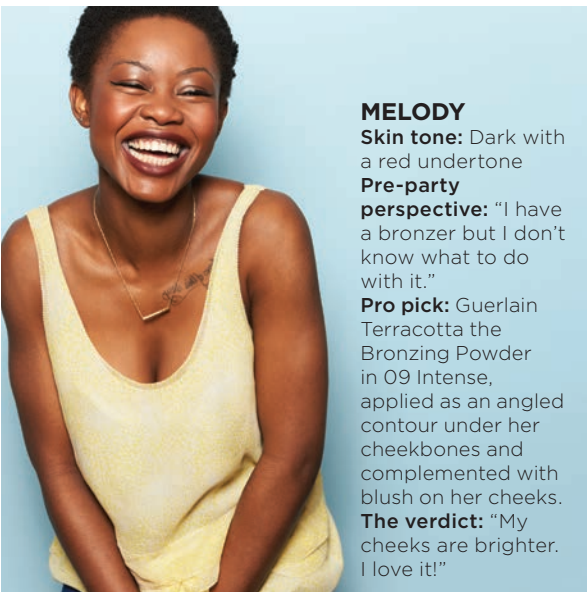 MELODY
Skin tone: Dark with
a red undertone
Pre-party
perspective: “I have
a bronzer but I don’t
know what to do
with it.”
Pro pick: Guerlain
Terracotta the
Bronzing Powder
in 09 Intense,
applied as an angled
contour under her
cheekbones and
complemented with
blush on her cheeks.
The verdict: “My
cheeks are brighter.
I love it!”